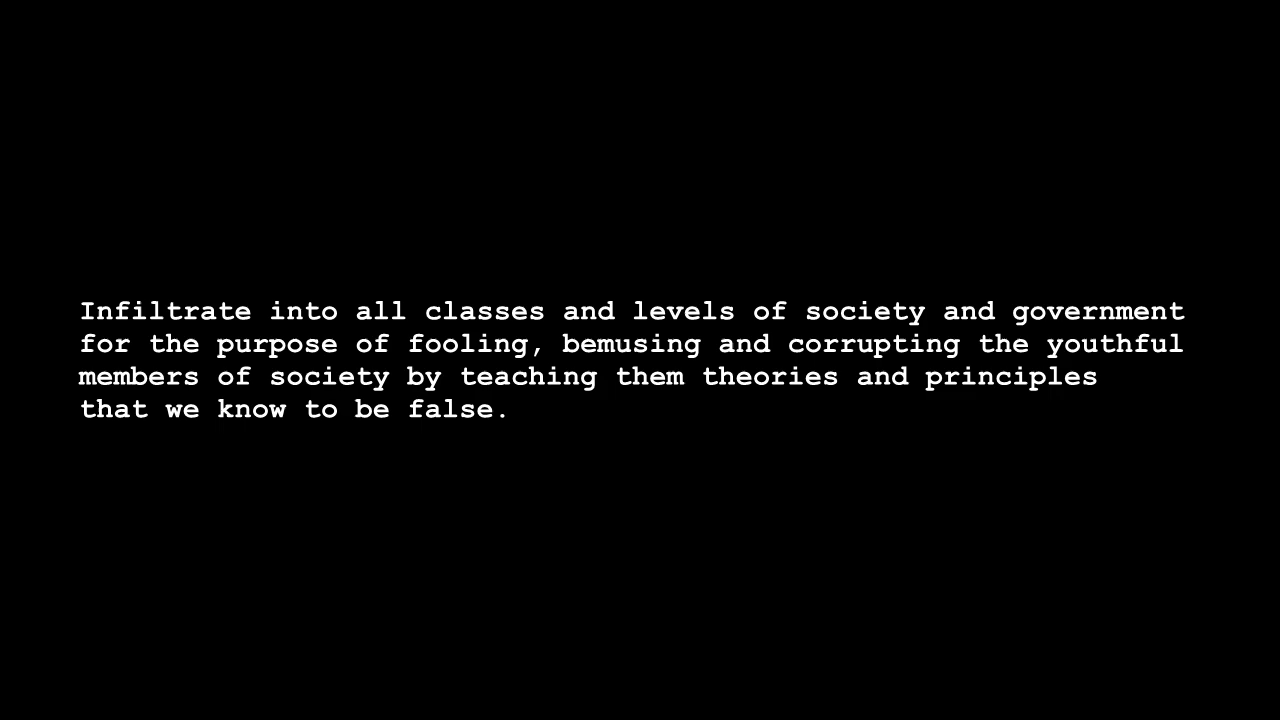 Infiltrate into all classes and levels of society and government
for the purpose of fooling, bemusing and corrupting the youthful
members of society by teaching them theories and principles
that we know to be false.